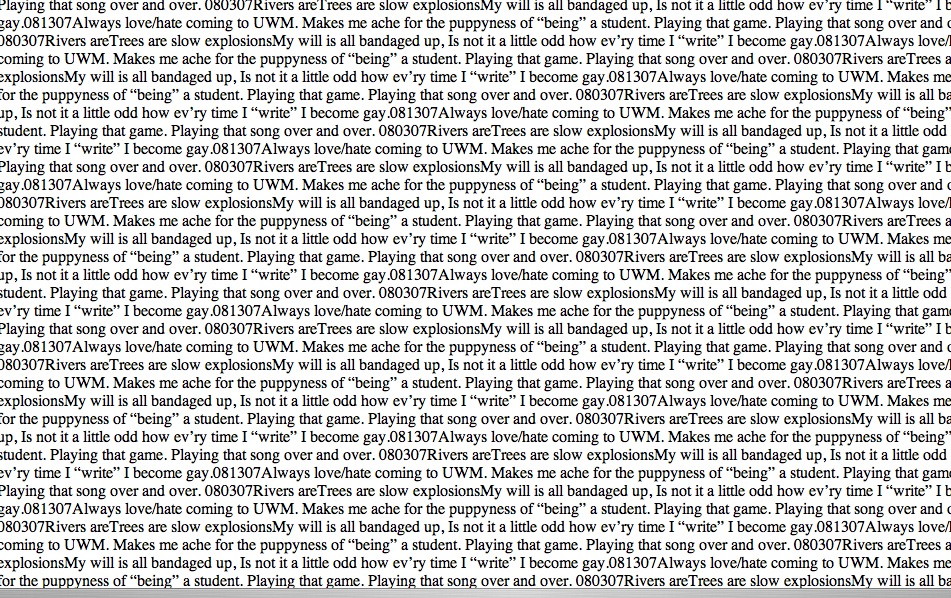 Playing that song over and over. 080307Rivers areTrees are slow explosionsMy will is all bandaged up, Is not it a little odd how ev’ry time I “write” I b
gay.081307Always love/hate coming to UWM. Makes me ache for the puppyness of “being” a student. Playing that game. Playing that song over and o
080307Rivers areTrees are slow explosionsMy will is all bandaged up, Is not it a little odd how ev’ry time I “write” I become gay.081307Always love/
coming to UWM. Makes me ache for the puppyness of “being” a student. Playing that game. Playing that song over and over. 080307Rivers areTrees a
explosionsMy will is all bandaged up, Is not it a little odd how ev’ry time I “write” I become gay.081307Always love/hate coming to UWM. Makes me
for the puppyness of “being” a student. Playing that game. Playing that song over and over. 080307Rivers areTrees are slow explosionsMy will is all ba
up, Is not it a little odd how ev’ry time I “write” I become gay.081307Always love/hate coming to UWM. Makes me ache for the puppyness of “being”
student. Playing that game. Playing that song over and over. 080307Rivers areTrees are slow explosionsMy will is all bandaged up, Is not it a little odd
ev’ry time I “write” I become gay.081307Always love/hate coming to UWM. Makes me ache for the puppyness of “being” a student. Playing that gam
Playing that song over and over. 080307Rivers areTrees are slow explosionsMy will is all bandaged up, Is not it a little odd how ev’ry time I “write” I b
gay.081307Always love/hate coming to UWM. Makes me ache for the puppyness of “being” a student. Playing that game. Playing that song over and o
080307Rivers areTrees are slow explosionsMy will is all bandaged up, Is not it a little odd how ev’ry time I “write” I become gay.081307Always love/
coming to UWM. Makes me ache for the puppyness of “being” a student. Playing that game. Playing that song over and over. 080307Rivers areTrees a
explosionsMy will is all bandaged up, Is not it a little odd how ev’ry time I “write” I become gay.081307Always love/hate coming to UWM. Makes me
for the puppyness of “being” a student. Playing that game. Playing that song over and over. 080307Rivers areTrees are slow explosionsMy will is all ba
up, Is not it a little odd how ev’ry time I “write” I become gay.081307Always love/hate coming to UWM. Makes me ache for the puppyness of “being”
student. Playing that game. Playing that song over and over. 080307Rivers areTrees are slow explosionsMy will is all bandaged up, Is not it a little odd
ev’ry time I “write” I become gay.081307Always love/hate coming to UWM. Makes me ache for the puppyness of “being” a student. Playing that gam
Playing that song over and over. 080307Rivers areTrees are slow explosionsMy will is all bandaged up, Is not it a little odd how ev’ry time I “write” I b
gay.081307Always love/hate coming to UWM. Makes me ache for the puppyness of “being” a student. Playing that game. Playing that song over and o
080307Rivers areTrees are slow explosionsMy will is all bandaged up, Is not it a little odd how ev’ry time I “write” I become gay.081307Always love/
coming to UWM. Makes me ache for the puppyness of “being” a student. Playing that game. Playing that song over and over. 080307Rivers areTrees a
explosionsMy will is all bandaged up, Is not it a little odd how ev’ry time I “write” I become gay.081307Always love/hate coming to UWM. Makes me
for the puppyness of “being” a student. Playing that game. Playing that song over and over. 080307Rivers areTrees are slow explosionsMy will is all ba
up, Is not it a little odd how ev’ry time I “write” I become gay.081307Always love/hate coming to UWM. Makes me ache for the puppyness of “being”
student. Playing that game. Playing that song over and over. 080307Rivers areTrees are slow explosionsMy will is all bandaged up, Is not it a little odd
ev’ry time I “write” I become gay.081307Always love/hate coming to UWM. Makes me ache for the puppyness of “being” a student. Playing that gam
Playing that song over and over. 080307Rivers areTrees are slow explosionsMy will is all bandaged up, Is not it a little odd how ev’ry time I “write” I b
gay.081307Always love/hate coming to UWM. Makes me ache for the puppyness of “being” a student. Playing that game. Playing that song over and o
080307Rivers areTrees are slow explosionsMy will is all bandaged up, Is not it a little odd how ev’ry time I “write” I become gay.081307Always love/
coming to UWM. Makes me ache for the puppyness of “being” a student. Playing that game. Playing that song over and over. 080307Rivers areTrees a
explosionsMy will is all bandaged up, Is not it a little odd how ev’ry time I “write” I become gay.081307Always love/hate coming to UWM. Makes me
for the puppyness of “being” a student. Playing that game. Playing that song over and over. 080307Rivers areTrees are slow explosionsMy will is all ba